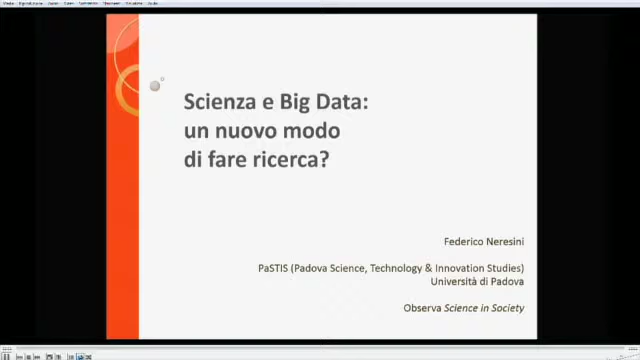 Scienza e Big Data:
un nuovo modo
di fare ricerca?
Federico Neresini
PaSTIS (Padova Science, Technology & Innovation Studies)
Università di Padova
Observa Science in Society